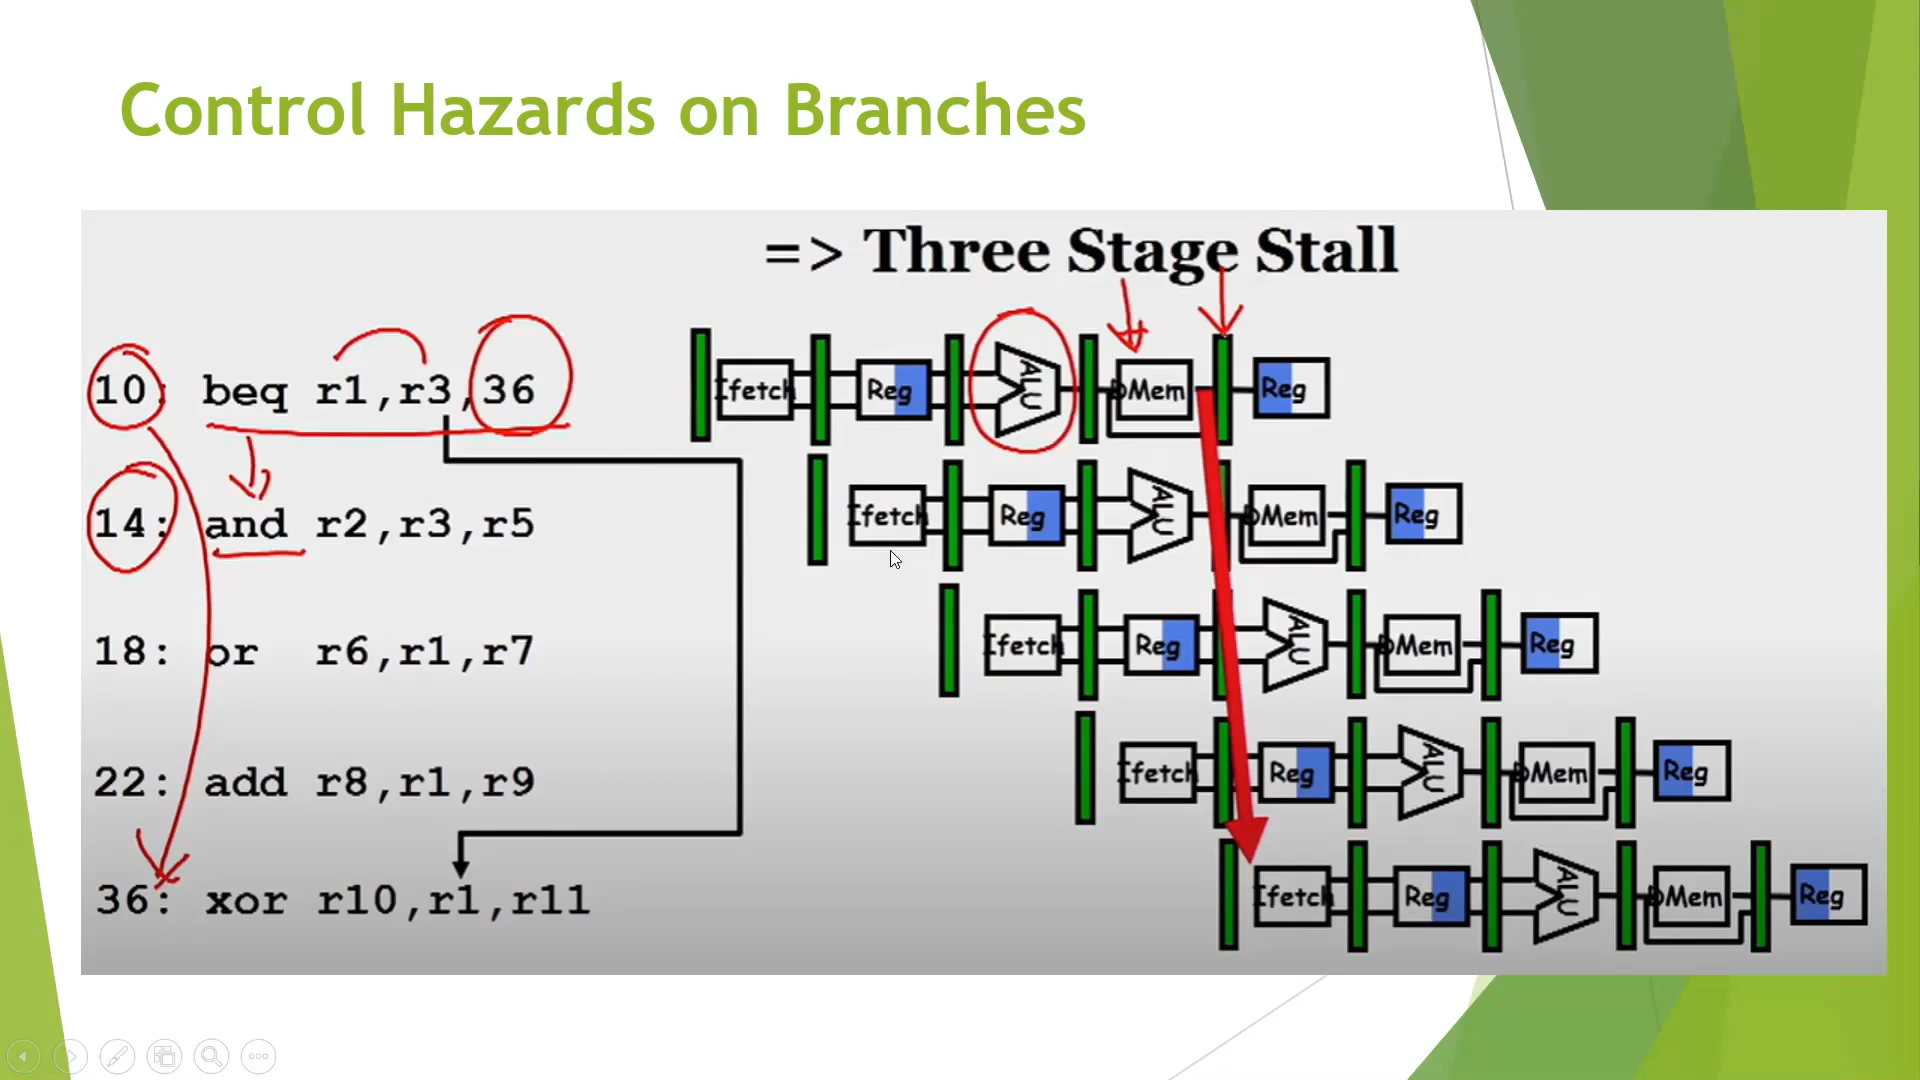 Control Hazards on Branches
=> Three Stage Stall
10: beq r1,r3,36
Ifetch Reg ALU DMem Reg
14: and r2,r3,r5
Ifetch Reg ALU DMem Reg
18: or r6,r1,r7
Ifetch Reg ALU DMem Reg
22: add r8,r1,r9
Ifetch Reg ALU DMem Reg
36: xor r10,r1,r11
Ifetch Reg ALU DMem Reg